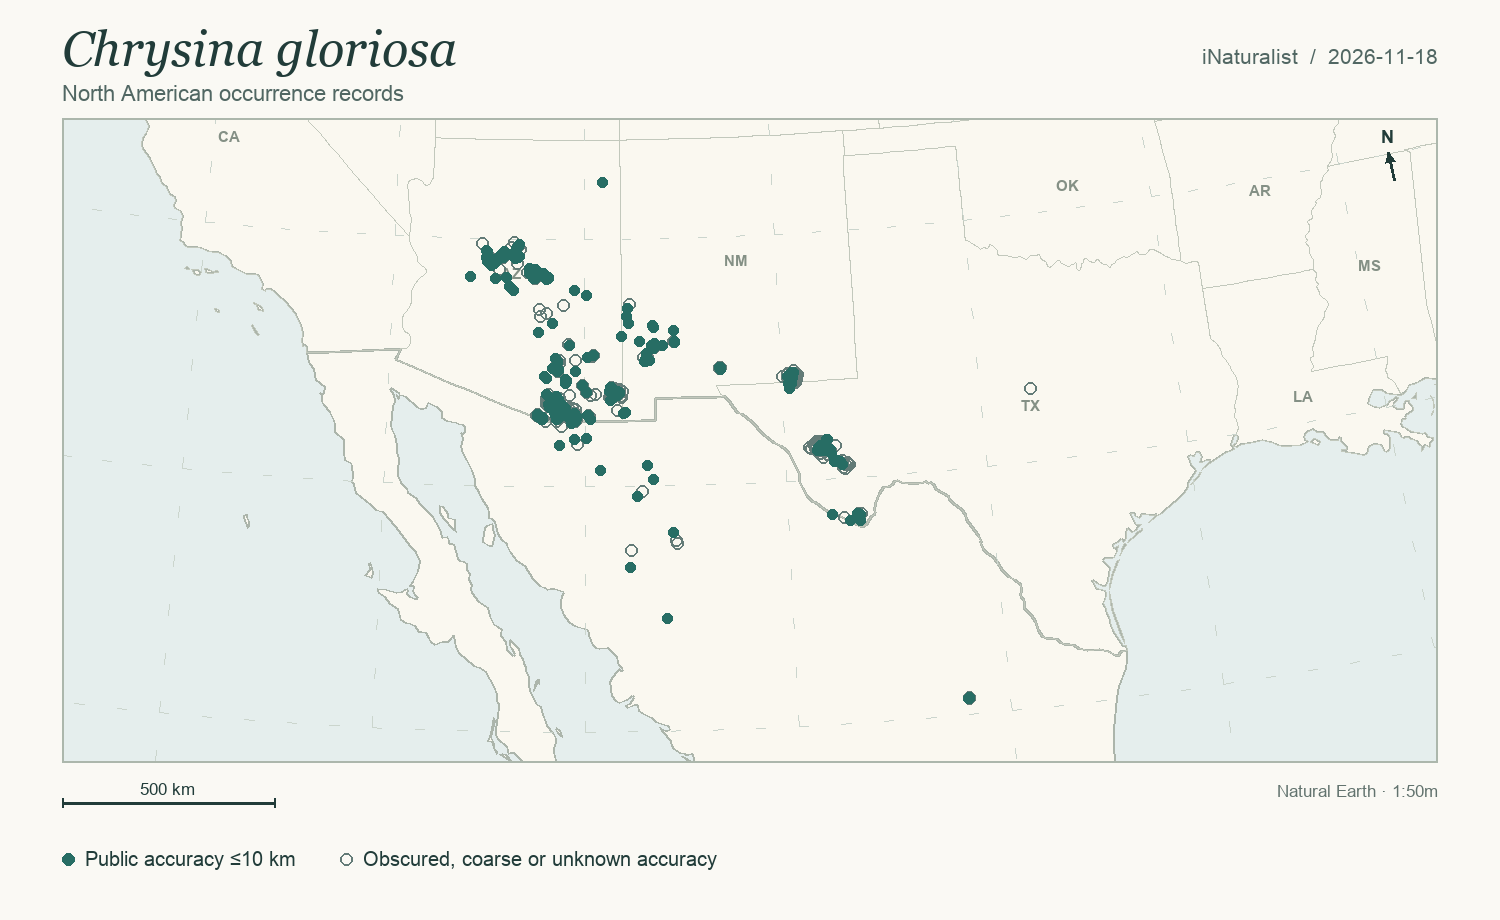 Chrysina gloriosa
iNaturalist / 2026-11-18
North American occurrence records
CA
N
OK
AR
NM
MS
TX
LA
500 km
Natural Earth · 1:50m
Public accuracy ≤10 km
Obscured, coarse or unknown accuracy